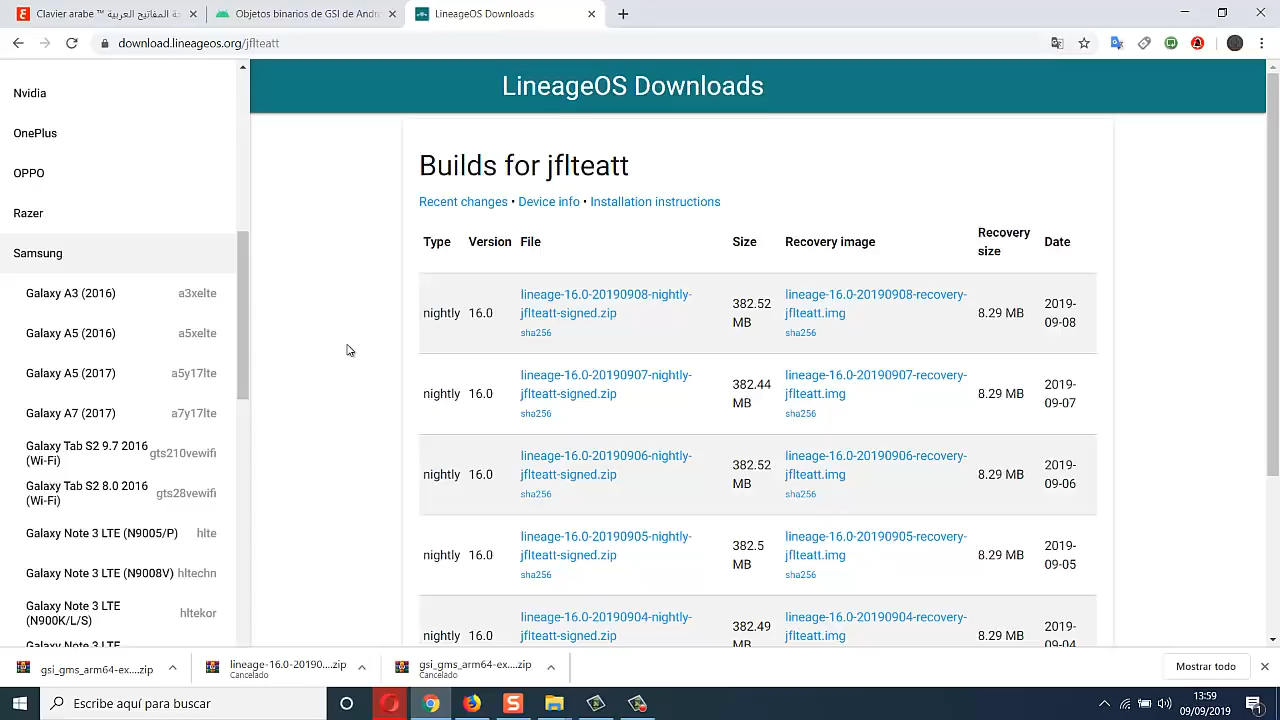 Clavier arabe ™ لوحة المفاتيح العربية
Objetos binarios de GSI de Andr
LineageOS Downloads
download.lineageos.org/jflteatt
Nvidia
OnePlus
OPPO
Razer
Samsung
Galaxy A3 (2016) a3xelte
Galaxy A5 (2016) a5xelte
Galaxy A5 (2017) a5y17lte
Galaxy A7 (2017) a7y17lte
Galaxy Tab S2 9.7 2016
(Wi-Fi) gts210vewifi
Galaxy Tab S2 8.0 2016
(Wi-Fi) gts28vewifi
Galaxy Note 3 LTE (N9005/P) hlte
Galaxy Note 3 LTE (N9008V) hltechn
Galaxy Note 3 LTE
(N900K/L/S) hltekor
Galaxy Note 3 LTE
LineageOS Downloads
Builds for jflteatt
Recent changes • Device info • Installation instructions
Type Version File Size Recovery image Recovery size Date
nightly 16.0 lineage-16.0-20190908-nightly-
jflteatt-signed.zip
sha256
382.52
MB
lineage-16.0-20190908-recovery-
jflteatt.img
sha256
8.29 MB
2019-
09-08
nightly 16.0 lineage-16.0-20190907-nightly-
jflteatt-signed.zip
sha256
382.44
MB
lineage-16.0-20190907-recovery-
jflteatt.img
sha256
8.29 MB
2019-
09-07
nightly 16.0 lineage-16.0-20190906-nightly-
jflteatt-signed.zip
sha256
382.52
MB
lineage-16.0-20190906-recovery-
jflteatt.img
sha256
8.29 MB
2019-
09-06
nightly 16.0 lineage-16.0-20190905-nightly-
jflteatt-signed.zip
sha256
382.5
MB
lineage-16.0-20190905-recovery-
jflteatt.img
sha256
8.29 MB
2019-
09-05
nightly 16.0 lineage-16.0-20190904-nightly-
jflteatt-signed.zip
382.49
MB
lineage-16.0-20190904-recovery-
jflteatt.img
8.29 MB
2019-
09-04
gsi_gms_arm64-ex....zip
lineage-16.0-20190....zip
Cancelado
gsi_gms_arm64-ex....zip
Cancelado
Mostrar todo
Escribe aquí para buscar
13:59
09/09/2019